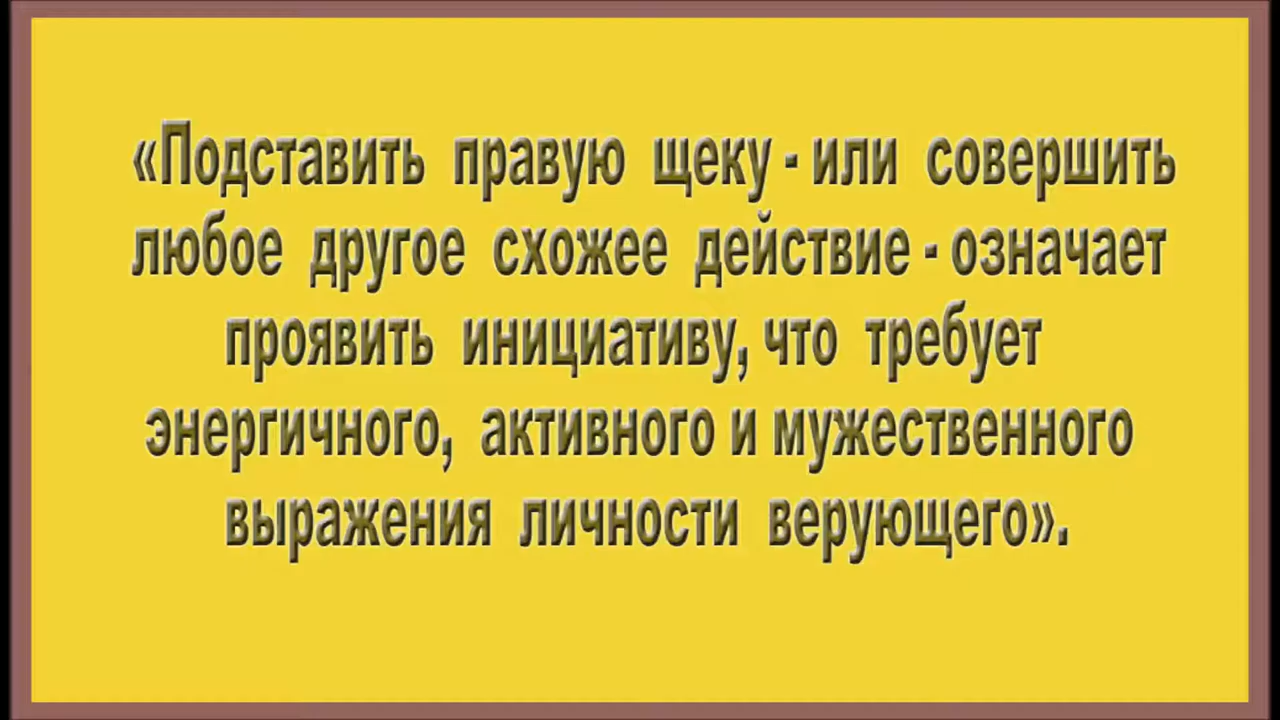 «Подставить правую щеку - или совершить
любое другое схожее действие - означает
проявить инициативу, что требует
энергичного, активного и мужественного
выражения личности верующего».